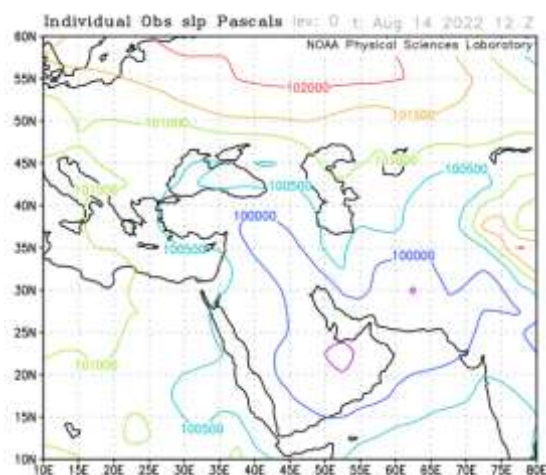 Individual Obs slp Pascals lev: 0 t: Aug 14 2022 12 Z
NOAA Physical Sciences Laboratory
60N
55N
50N
45N
40N
35N
30N
25N
20N
15N
10N
102000
101500
101000
101000
101000
100500
100500
100000
100500
100000
101000
100500
10E 15E 20E 25E 30E 35E 40E 45E 50E 55E 60E 65E 70E 75E